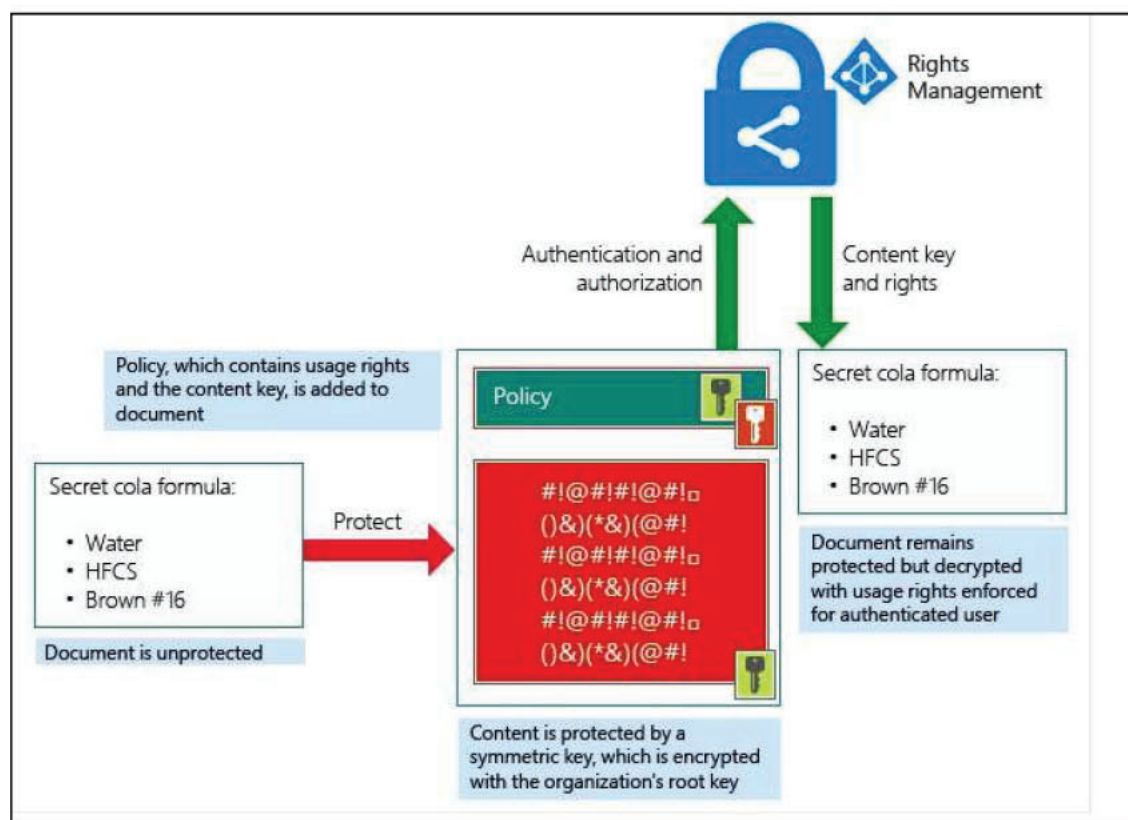 Rights
Management
Authentication and
authorization
Content key
and rights
Policy, which contains usage rights
and the content key, is added to
document
Policy
Secret cola formula:
• Water
• HFCS
• Brown #16
Secret cola formula:
• Water
• HFCS
• Brown #16
Protect
#!@#!#!@#!□
()&)(*&)(@#!
#!@#!#!@#!□
()&)(*&)(@#!
#!@#!#!@#!□
()&)(*&)(@#!
Document is unprotected
Document remains
protected but decrypted
with usage rights enforced
for authenticated user
Content is protected by a
symmetric key, which is encrypted
with the organization's root key